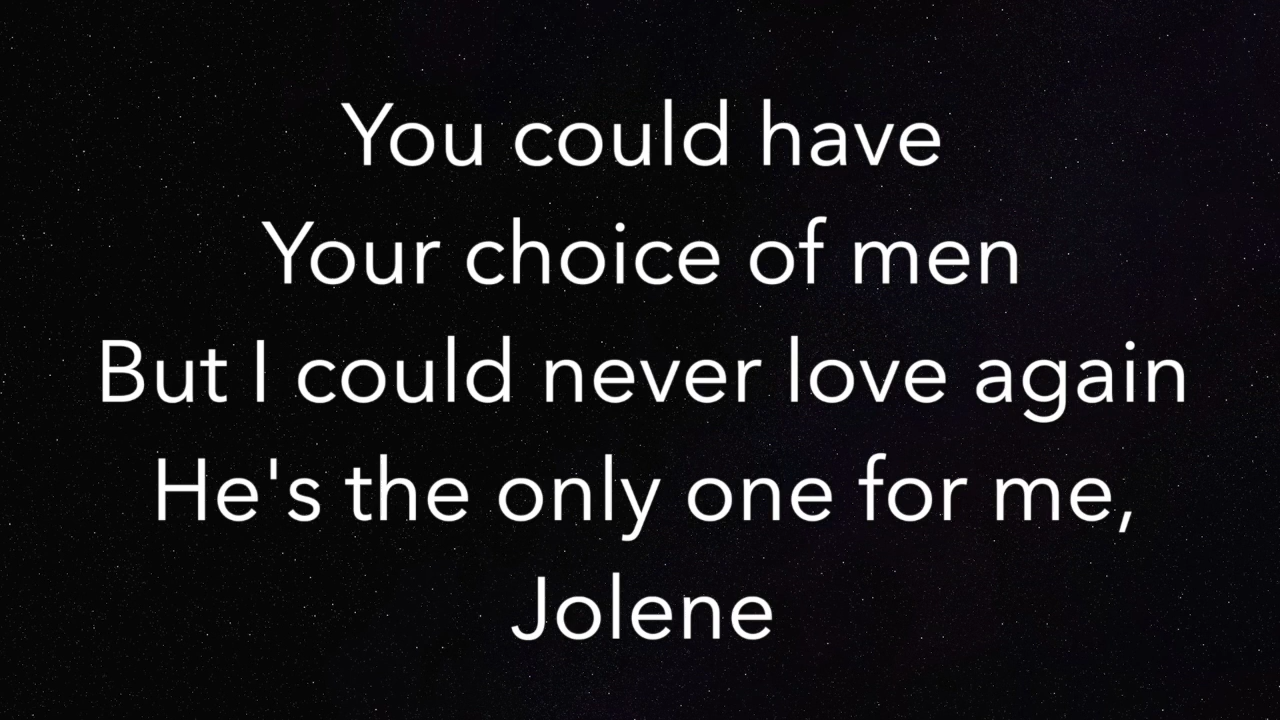 You could have
Your choice of men
But I could never love again
He's the only one for me,
Jolene